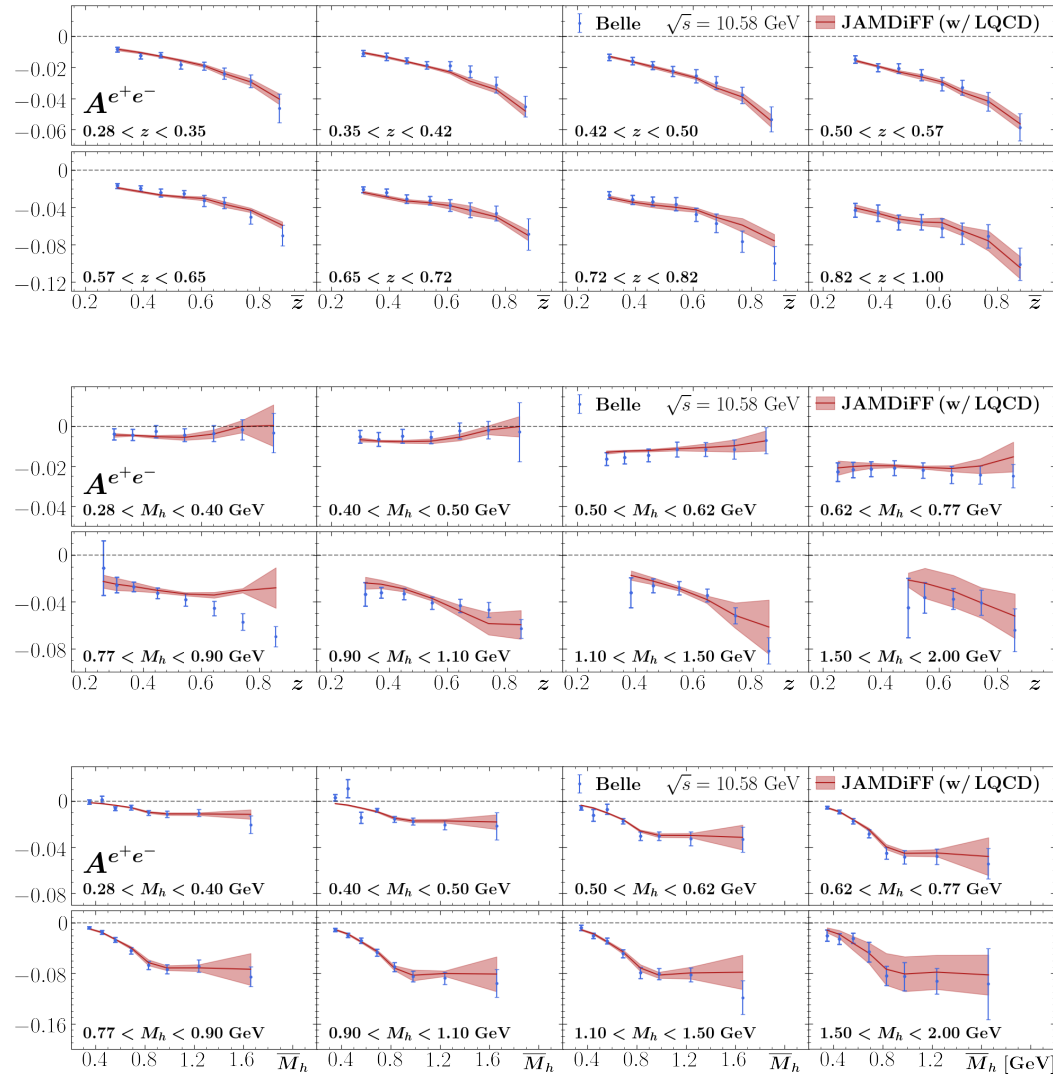 Belle √s = 10.58 GeV JAMDiFF (w/ LQCD)
0
−0.02
−0.04
−0.06
A^{e+e−}
0.28 < z < 0.35 0.35 < z < 0.42 0.42 < z < 0.50 0.50 < z < 0.57
0
−0.04
−0.08
−0.12
0.57 < z < 0.65 0.65 < z < 0.72 0.72 < z < 0.82 0.82 < z < 1.00
0.2 0.4 0.6 0.8 z̅ 0.2 0.4 0.6 0.8 z̅ 0.2 0.4 0.6 0.8 z̅ 0.2 0.4 0.6 0.8 z̅
Belle √s = 10.58 GeV JAMDiFF (w/ LQCD)
0
−0.02
−0.04
A^{e+e−}
0.28 < M_h < 0.40 GeV 0.40 < M_h < 0.50 GeV 0.50 < M_h < 0.62 GeV 0.62 < M_h < 0.77 GeV
0
−0.04
−0.08
0.77 < M_h < 0.90 GeV 0.90 < M_h < 1.10 GeV 1.10 < M_h < 1.50 GeV 1.50 < M_h < 2.00 GeV
0.2 0.4 0.6 0.8 z 0.2 0.4 0.6 0.8 z 0.2 0.4 0.6 0.8 z 0.2 0.4 0.6 0.8 z
Belle √s = 10.58 GeV JAMDiFF (w/ LQCD)
0
−0.04
−0.08
A^{e+e−}
0.28 < M_h < 0.40 GeV 0.40 < M_h < 0.50 GeV 0.50 < M_h < 0.62 GeV 0.62 < M_h < 0.77 GeV
0
−0.08
−0.16
0.77 < M_h < 0.90 GeV 0.90 < M_h < 1.10 GeV 1.10 < M_h < 1.50 GeV 1.50 < M_h < 2.00 GeV
0.4 0.8 1.2 1.6 M̅_h 0.4 0.8 1.2 1.6 M̅_h 0.4 0.8 1.2 1.6 M̅_h 0.4 0.8 1.2 M̅_h [GeV]